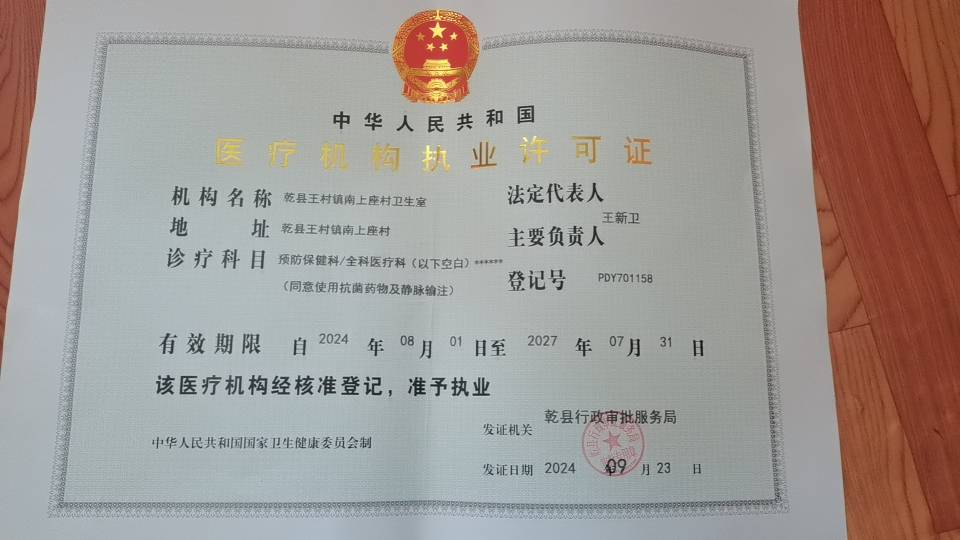 中华人民共和国
医疗机构执业许可证
机构名称 乾县王村镇南上座村卫生室
法定代表人
王新卫
地址 乾县王村镇南上座村
主要负责人
诊疗科目 预防保健科/全科医疗科（以下空白）******
（同意使用抗菌药物及静脉输注）
登记号 PDY701158
有效期限 自 2024 年 08 月 01 日至 2027 年 07 月 31 日
该医疗机构经核准登记，准予执业
发证机关 乾县行政审批服务局
中华人民共和国国家卫生健康委员会制
发证日期 2024 年 09 月 23 日